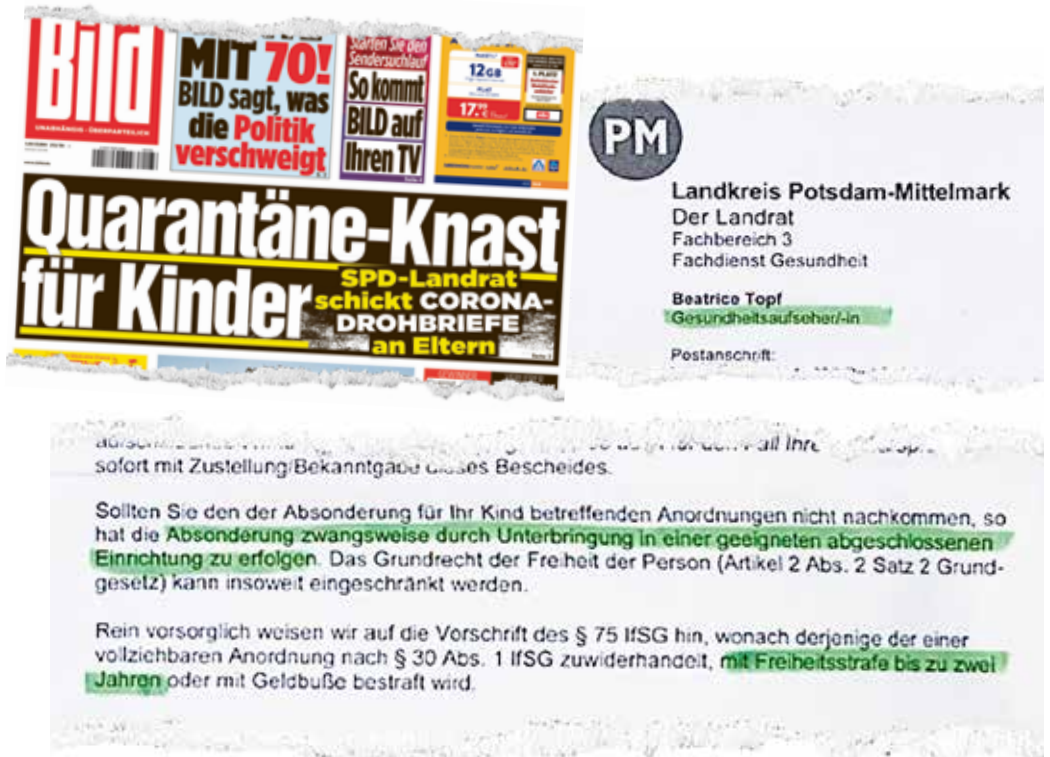 Bild
UNABHÄNGIG · ÜBERPARTEILICH
MIT 70!
BILD sagt, was
die Politik
verschweigt
Starten Sie den
Sendersuchlauf
So kommt
BILD auf
Ihren TV
12 GB
17.99
Quarantäne-Knast
für Kinder
SPD-Landrat
schickt CORONA-
DROHBRIEFE
an Eltern
PM
Landkreis Potsdam-Mittelmark
Der Landrat
Fachbereich 3
Fachdienst Gesundheit
Beatrice Topf
Gesundheitsaufseher/-in
Postanschrift:
sofort mit Zustellung/Bekanntgabe dieses Bescheides.
Sollten Sie den der Absonderung für Ihr Kind betreffenden Anordnungen nicht nachkommen, so
hat die Absonderung zwangsweise durch Unterbringung in einer geeigneten abgeschlossenen
Einrichtung zu erfolgen. Das Grundrecht der Freiheit der Person (Artikel 2 Abs. 2 Satz 2 Grund-
gesetz) kann insoweit eingeschränkt werden.
Rein vorsorglich weisen wir auf die Vorschrift des § 75 IfSG hin, wonach derjenige der einer
vollziehbaren Anordnung nach § 30 Abs. 1 IfSG zuwiderhandelt, mit Freiheitsstrafe bis zu zwei
Jahren oder mit Geldbuße bestraft wird.